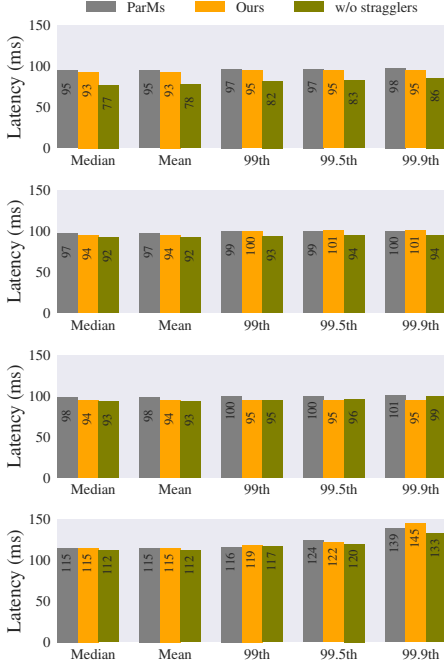 ParMs Ours w/o stragglers
Latency (ms)
150
100
50
0
95 93 77 95 93 78 97 95 82 97 95 83 98 95 86
Median Mean 99th 99.5th 99.9th
Latency (ms)
150
100
50
0
97 94 92 97 94 92 99 100 93 99 101 94 100 101 94
Median Mean 99th 99.5th 99.9th
Latency (ms)
150
100
50
0
98 94 93 98 94 93 100 95 95 100 95 96 101 95 99
Median Mean 99th 99.5th 99.9th
Latency (ms)
150
100
50
0
115 115 112 115 115 112 116 119 117 124 122 120 139 145 133
Median Mean 99th 99.5th 99.9th